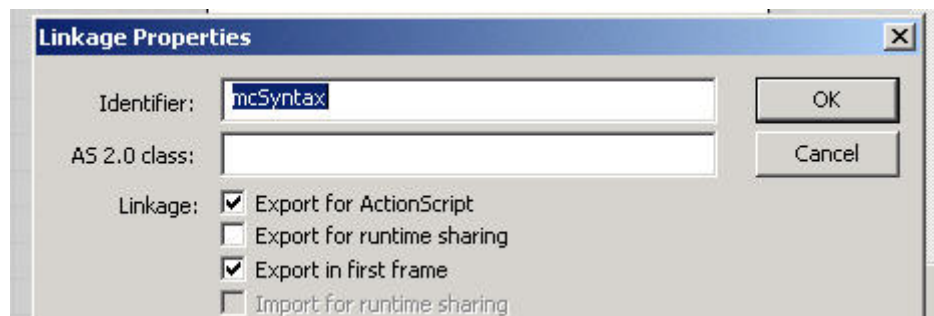 Linkage Properties
Identifier: mcSyntax OK
AS 2.0 class: Cancel
Linkage: Export for ActionScript
Export for runtime sharing
Export in first frame
Import for runtime sharing